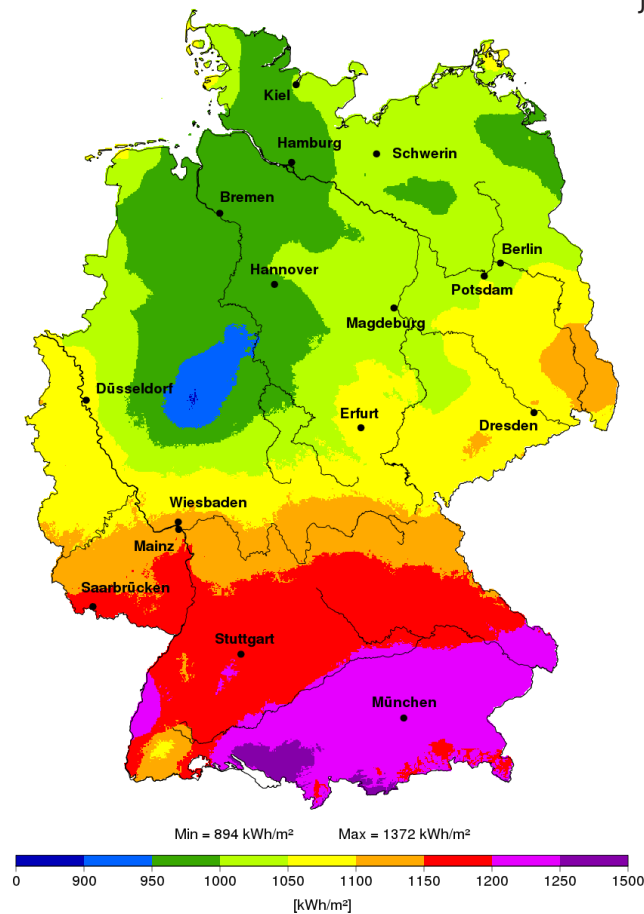 J
Kiel
Hamburg
Schwerin
Bremen
Berlin
Hannover
Potsdam
Magdeburg
Düsseldorf
Erfurt
Dresden
Wiesbaden
Mainz
Saarbrücken
Stuttgart
München
Min = 894 kWh/m² Max = 1372 kWh/m²
0 900 950 1000 1050 1100 1150 1200 1250 1500
[kWh/m²]